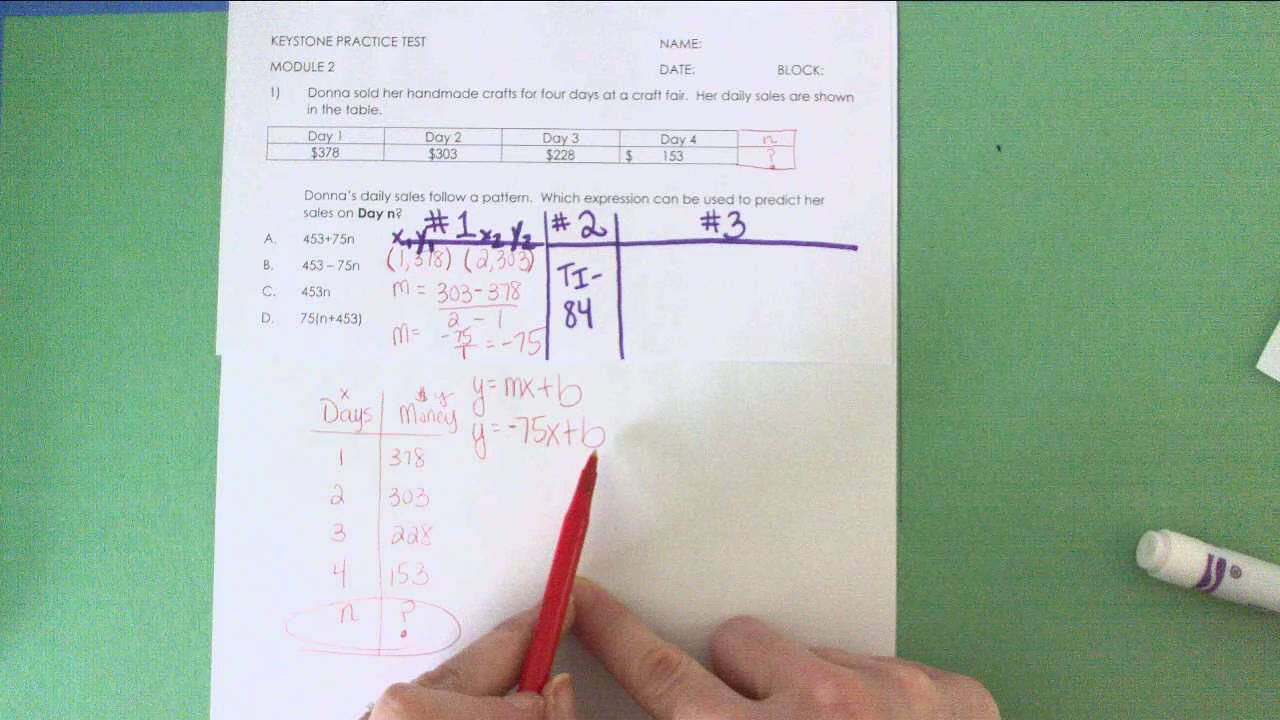 KEYSTONE PRACTICE TEST
NAME:
MODULE 2
DATE: BLOCK:
1) Donna sold her handmade crafts for four days at a craft fair. Her daily sales are shown
in the table.
Day 1 Day 2 Day 3 Day 4 n
$378 $303 $228 $ 153 ?
Donna's daily sales follow a pattern. Which expression can be used to predict her
sales on Day n?
#1 #2 #3
A. 453+75n
B. 453 – 75n
C. 453n
D. 75(n+453)
x1 y1 x2 y2
(1,378) (2,303)
m = 303-378
2 - 1
m= -75
1
= -75
TI-
84
x $ y
Days Money
1 378
2 303
3 228
4 153
n ?
y=mx+b
y=-75x+b